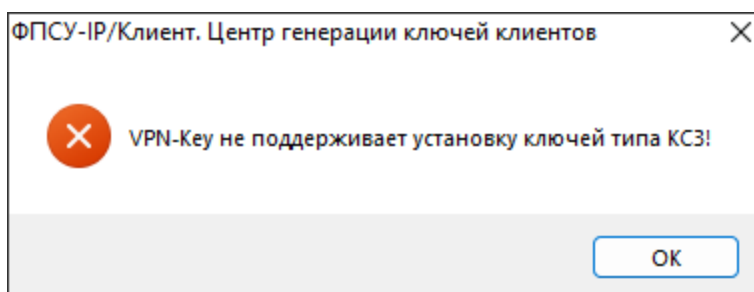 ФПСУ-IP/Клиент. Центр генерации ключей клиентов
VPN-Key не поддерживает установку ключей типа КС3!
OK